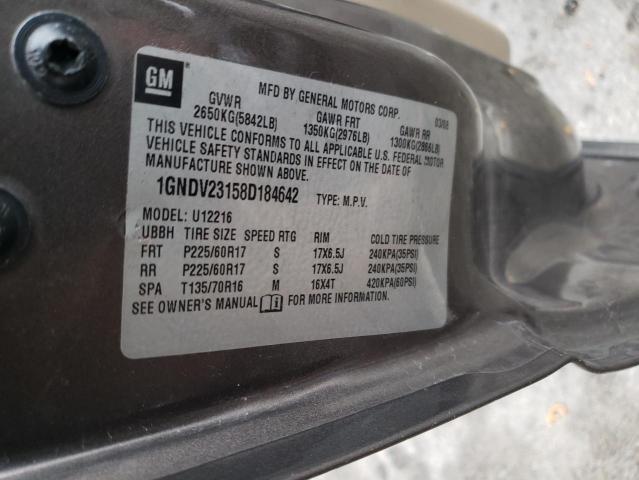 GM
MFD BY GENERAL MOTORS CORP.
GVWR GAWR FRT GAWR RR 03/08
2650KG(5842LB) 1350KG(2976LB) 1300KG(2866LB)
THIS VEHICLE CONFORMS TO ALL APPLICABLE U.S. FEDERAL MOTOR
VEHICLE SAFETY STANDARDS IN EFFECT ON THE DATE OF
MANUFACTURE SHOWN ABOVE.
1GNDV23158D184642 TYPE: M.P.V.
MODEL: U12216
UBBH TIRE SIZE SPEED RTG RIM COLD TIRE PRESSURE
FRT P225/60R17 S 17X6.5J 240KPA(35PSI)
RR P225/60R17 S 17X6.5J 240KPA(35PSI)
SPA T135/70R16 M 16X4T 420KPA(60PSI)
SEE OWNER'S MANUAL FOR MORE INFORMATION.